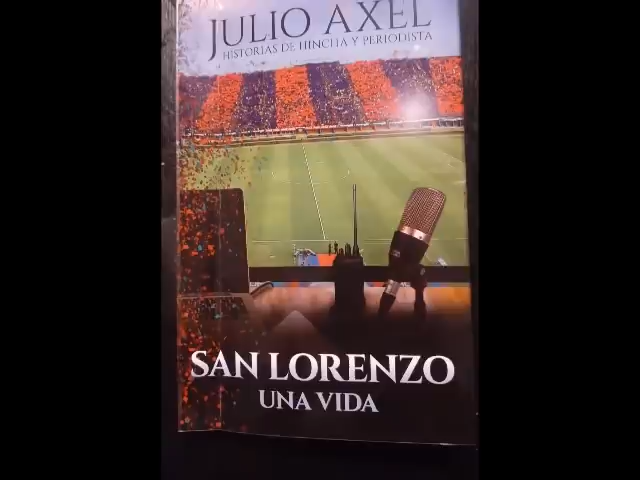 JULIO AXEL
HISTORIAS DE HINCHA Y PERIODISTA
SAN LORENZO
UNA VIDA